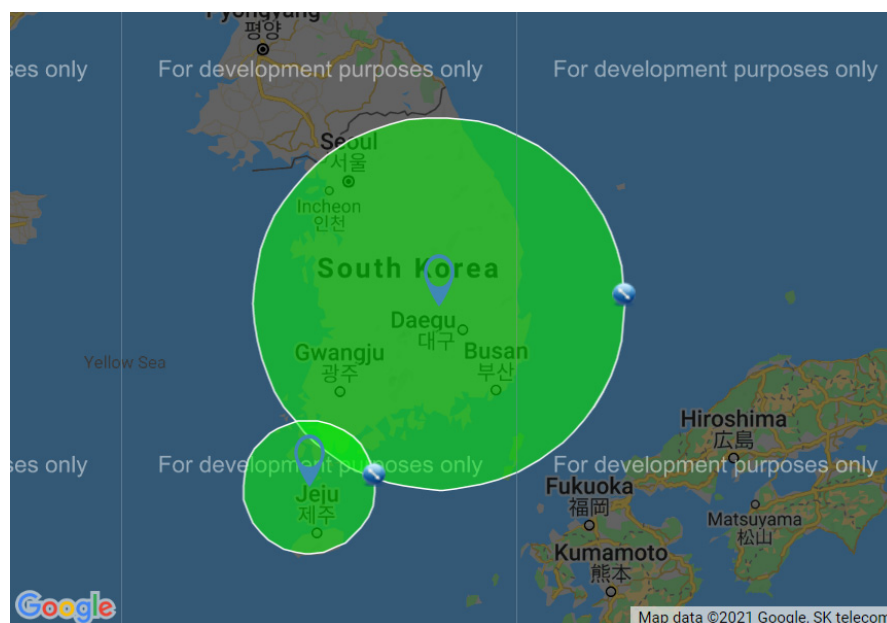 Pyongyang
평양
ses only
For development purposes only
For development purposes only
Seoul
서울
Incheon
인천
South Korea
Daegu
대구
Gwangju
광주
Busan
부산
Yellow Sea
Hiroshima
広島
ses only
For development purposes only
For development purposes only
Jeju
제주
Fukuoka
福岡
Matsuyama
松山
Kumamoto
熊本
Google
Map data ©2021 Google, SK telecom